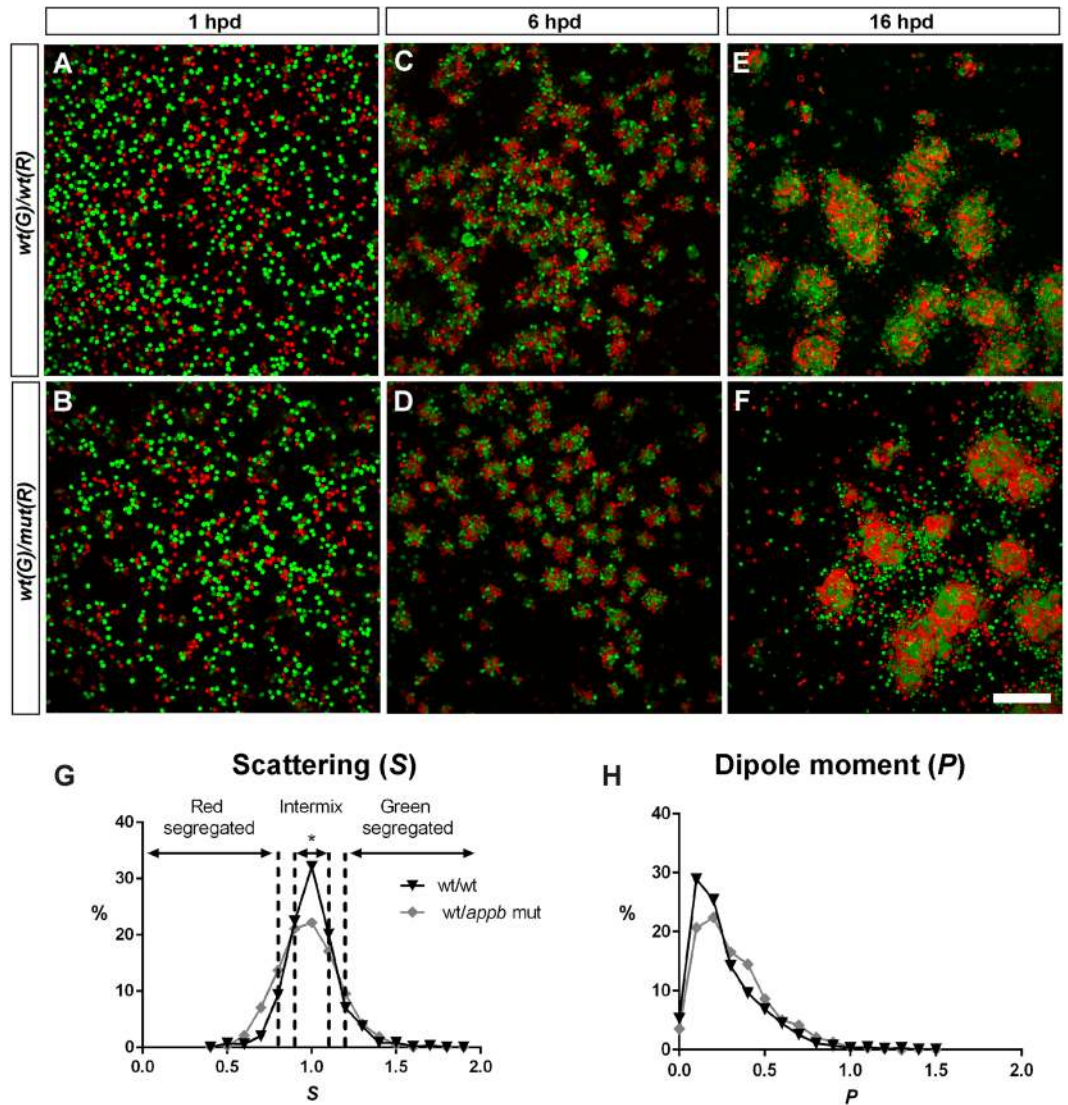 1 hpd
6 hpd
16 hpd
wt(G)/wt(R)
A
C
E
wt(G)/mut(R)
B
D
F
G
Scattering (S)
Red segregated
Intermix
Green segregated
*
40
30
20
10
0
%
0.0
0.5
1.0
1.5
2.0
S
wt/wt
wt/appb mut
H
Dipole moment (P)
40
30
20
10
0
%
0.0
0.5
1.0
1.5
2.0
P